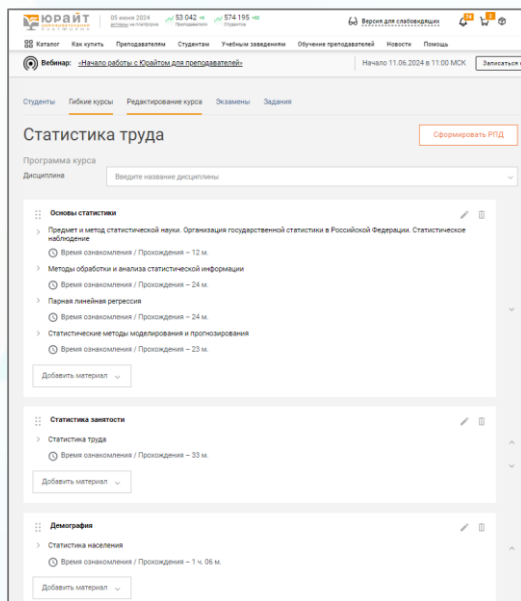 юрайт
ОБРАЗОВАТЕЛЬНАЯ ПЛАТФОРМА
05 июня 2024
53 042
Преподавателя
574 195
Студентов
Версия для слабовидящих
Каталог Как купить Преподавателям Студентам Учебным заведениям Обучение преподавателей Новости Помощь
Вебинар: «Начало работы с Юрайтом для преподавателей» Начало 11.06.2024 в 11:00 МСК Записаться
Студенты Гибкие курсы Редактирование курса Экзамены Задания
Статистика труда
Сформировать РПД
Программа курса
Дисциплина Введите название дисциплины
Основы статистики
Предмет и метод статистической науки. Организация государственной статистики в Российской Федерации. Статистическое
наблюдение
Время ознакомления / Прохождения – 12 м.
Методы обработки и анализа статистической информации
Время ознакомления / Прохождения – 24 м.
Парная линейная регрессия
Время ознакомления / Прохождения – 24 м.
Статистические методы моделирования и прогнозирования
Время ознакомления / Прохождения – 23 м.
Добавить материал
Статистика занятости
Статистика труда
Время ознакомления / Прохождения – 33 м.
Добавить материал
Демография
Статистика населения
Время ознакомления / Прохождения – 1 ч. 06 м.
Добавить материал